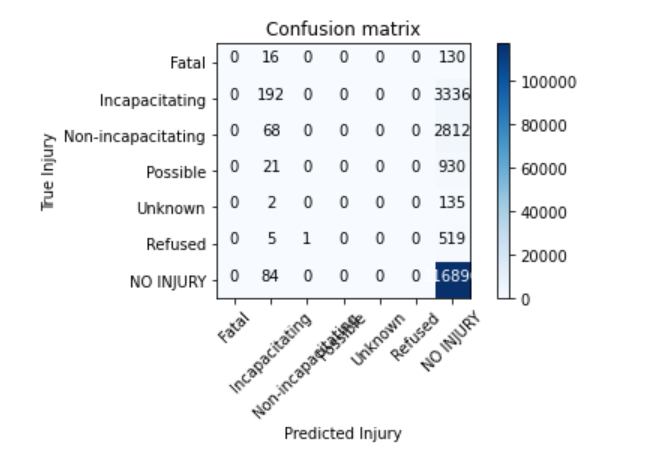 Confusion matrix
Fatal 0 16 0 0 0 0 130
Incapacitating 0 192 0 0 0 0 3336
Non-incapacitating 0 68 0 0 0 0 2812
Possible 0 21 0 0 0 0 930
Unknown 0 2 0 0 0 0 135
Refused 0 5 1 0 0 0 519
NO INJURY 0 84 0 0 0 0
True Injury
100000
80000
60000
40000
20000
0
Fatal
Incapacitating
Non-incapacitating
Possible
Unknown
Refused
NO INJURY
Predicted Injury